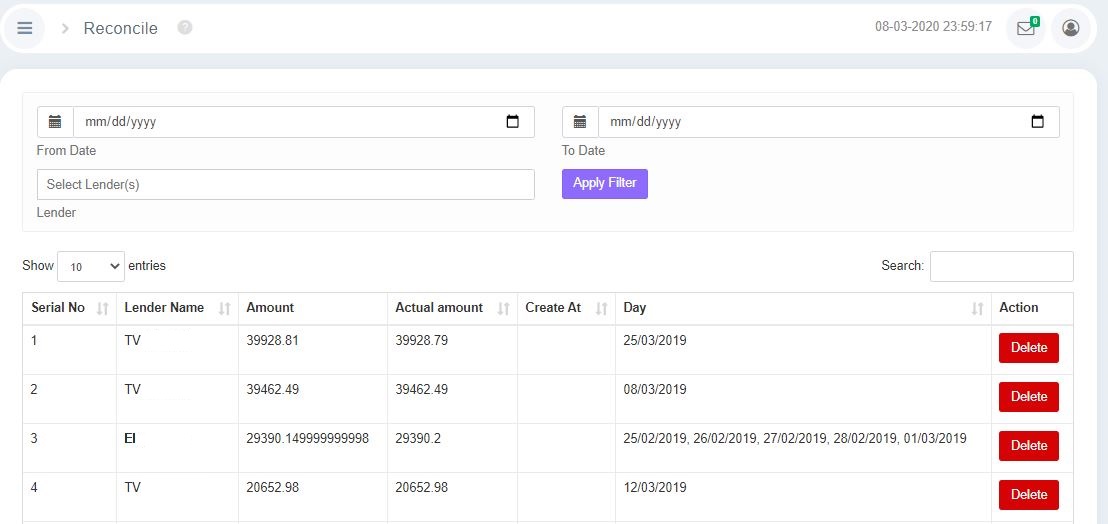 Reconcile ? 08-03-2020 23:59:17 0
mm/dd/yyyy mm/dd/yyyy
From Date To Date
Select Lender(s) Apply Filter
Lender
Show 10 entries Search:
Serial No Lender Name Amount Actual amount Create At Day Action
1 TV 39928.81 39928.79 25/03/2019 Delete
2 TV 39462.49 39462.49 08/03/2019 Delete
3 EI 29390.149999999998 29390.2 25/02/2019, 26/02/2019, 27/02/2019, 28/02/2019, 01/03/2019 Delete
4 TV 20652.98 20652.98 12/03/2019 Delete